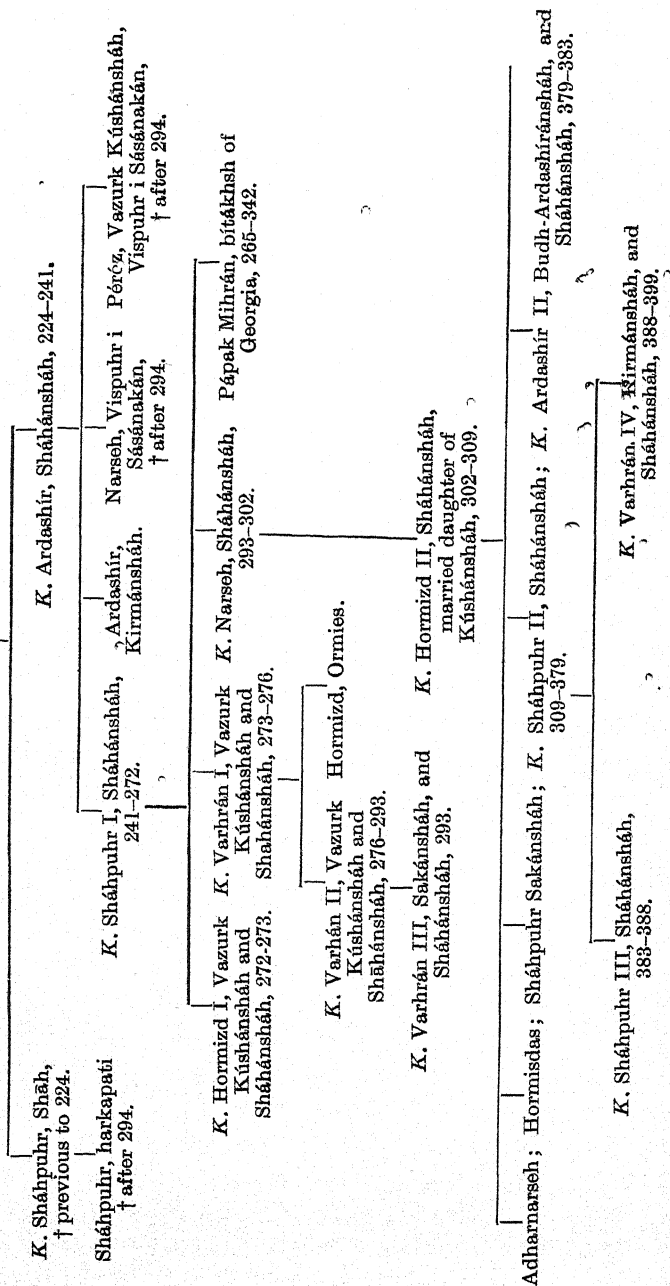 K. Sháhpuhr, Shāh,
† previous to 224.
Sháhpuhr, harkapati
† after 294.
K. Ardashír, Sháhánsháh, 224–241.
K. Sháhpuhr I, Sháhánsháh,
241–272.
Ardashír,
Kirmánsháh.
Narseh, Vispuhr i
Sásánakán,
† after 294.
Péróz, Vazurk Kúshánsháh,
Vispuhr i Sásánakán,
† after 294.
K. Hormizd I, Vazurk
Kúshánsháh and
Sháhánsháh, 272-273.
K. Varhrán I, Vazurk
Kúshánsháh and
Shahánsháh, 273–276.
K. Narseh, Sháhánsháh,
293–302.
Pápak Mihrán, bítákhsh of
Georgia, 265–342.
K. Varhán II, Vazurk
Kúshánsháh and
Shāhánsháh, 276–293.
Hormizd, Ormies.
K. Varhrán III, Sakánsháh, and
Sháhánsháh, 293.
K. Hormizd II, Sháhánsháh,
married daughter of
Kúshánsháh, 302–309.
Adharnarseh; Hormisdas; Sháhpuhr Sakánsháh; K. Sháhpuhr II, Sháhánsháh; K. Ardashír II, Budh-Ardashíránsháh, and
309–379.
Sháhánsháh, 379–383.
K. Sháhpuhr III, Sháhánsháh,
383–388.
K. Varhrán IV, Kirmánsháh, and
Sháhánsháh, 388–399.